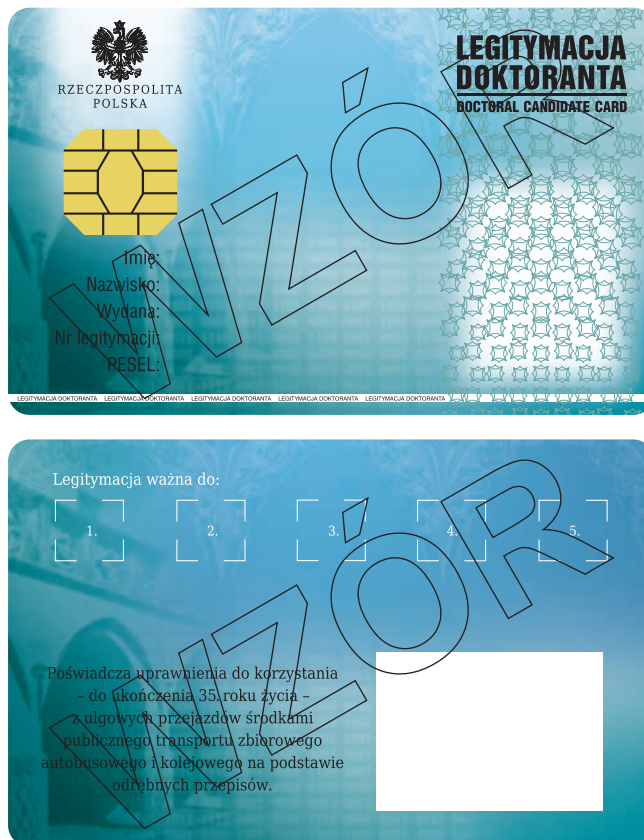 RZECZPOSPOLITA
POLSKA
LEGITYMACJA
DOKTORANTA
DOCTORAL CANDIDATE CARD
Imię:
Nazwisko:
Wydana:
Nr legitymacji:
PESEL:
WZÓR
LEGITYMACJA DOKTORANTA LEGITYMACJA DOKTORANTA LEGITYMACJA DOKTORANTA LEGITYMACJA DOKTORANTA LEGITYMACJA DOKTORANTA
Legitymacja ważna do:
1. 2. 3. 4. 5.
WZÓR
Poświadcza uprawnienia do korzystania
– do ukończenia 35. roku życia –
z ulgowych przejazdów środkami
publicznego transportu zbiorowego
autobusowego i kolejowego na podstawie
odrębnych przepisów.